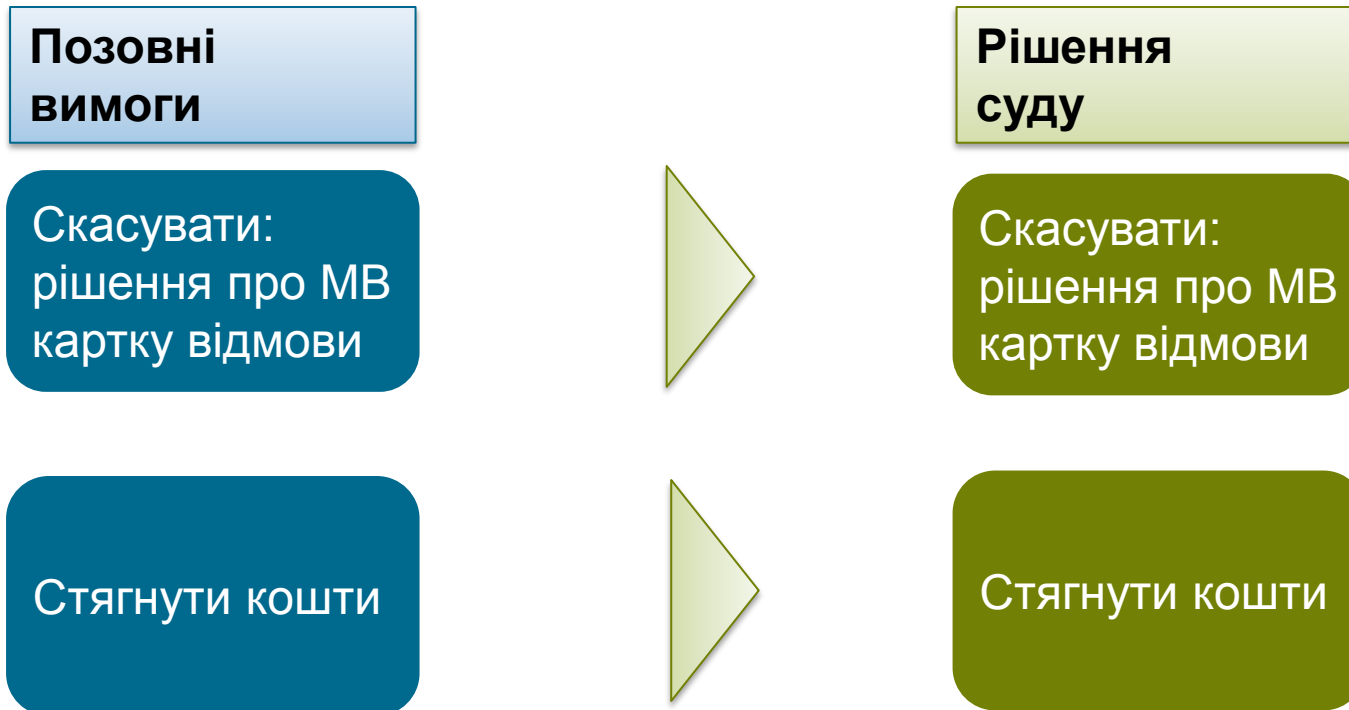 Позовні
вимоги
Рішення
суду
Скасувати:
рішення про МВ
картку відмови
Скасувати:
рішення про МВ
картку відмови
Стягнути кошти
Стягнути кошти